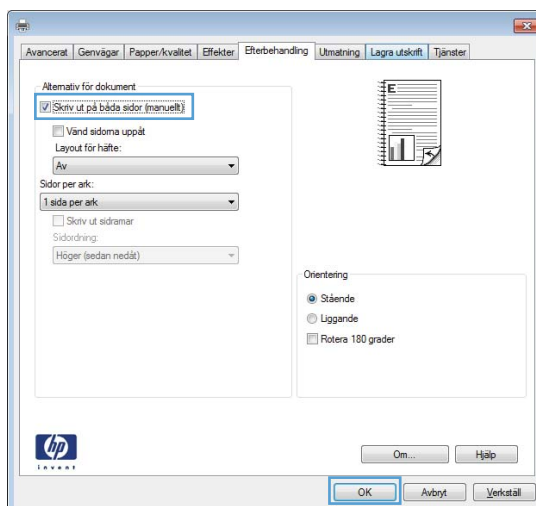 Avancerat Genvägar Papper/kvalitet Effekter Efterbehandling Utmatning Lagra utskrift Tjänster
Alternativ för dokument
Skriv ut på båda sidor (manuellt)
Vänd sidorna uppåt
Layout för häfte:
Av
Sidor per ark:
1 sida per ark
Skriv ut sidramar
Sidordning:
Höger (sedan nedåt)
E
Orientering
Stående
Liggande
Rotera 180 grader
hp
invent
Om... Hjälp
OK Avbryt Verkställ